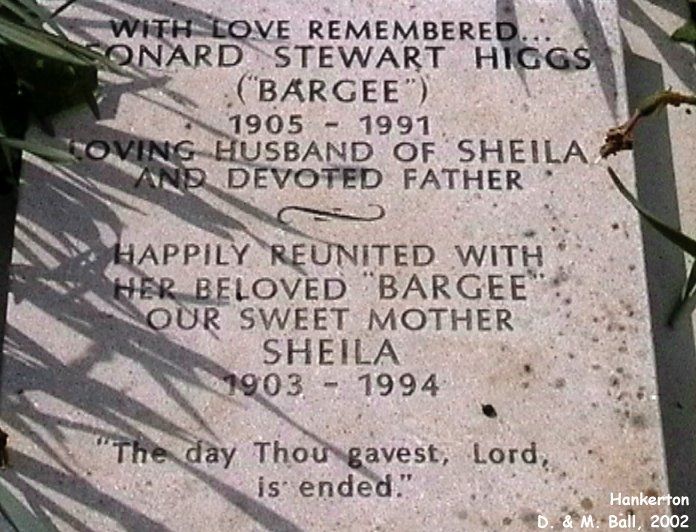 WITH LOVE REMEMBERED...
EONARD STEWART HIGGS
("BARGEE")
1905 - 1991
LOVING HUSBAND OF SHEILA
AND DEVOTED FATHER
HAPPILY REUNITED WITH
HER BELOVED "BARGEE"
OUR SWEET MOTHER
SHEILA
1903 - 1994
"The day Thou gavest, Lord,
is ended."
Hankerton
D. & M. Ball, 2002